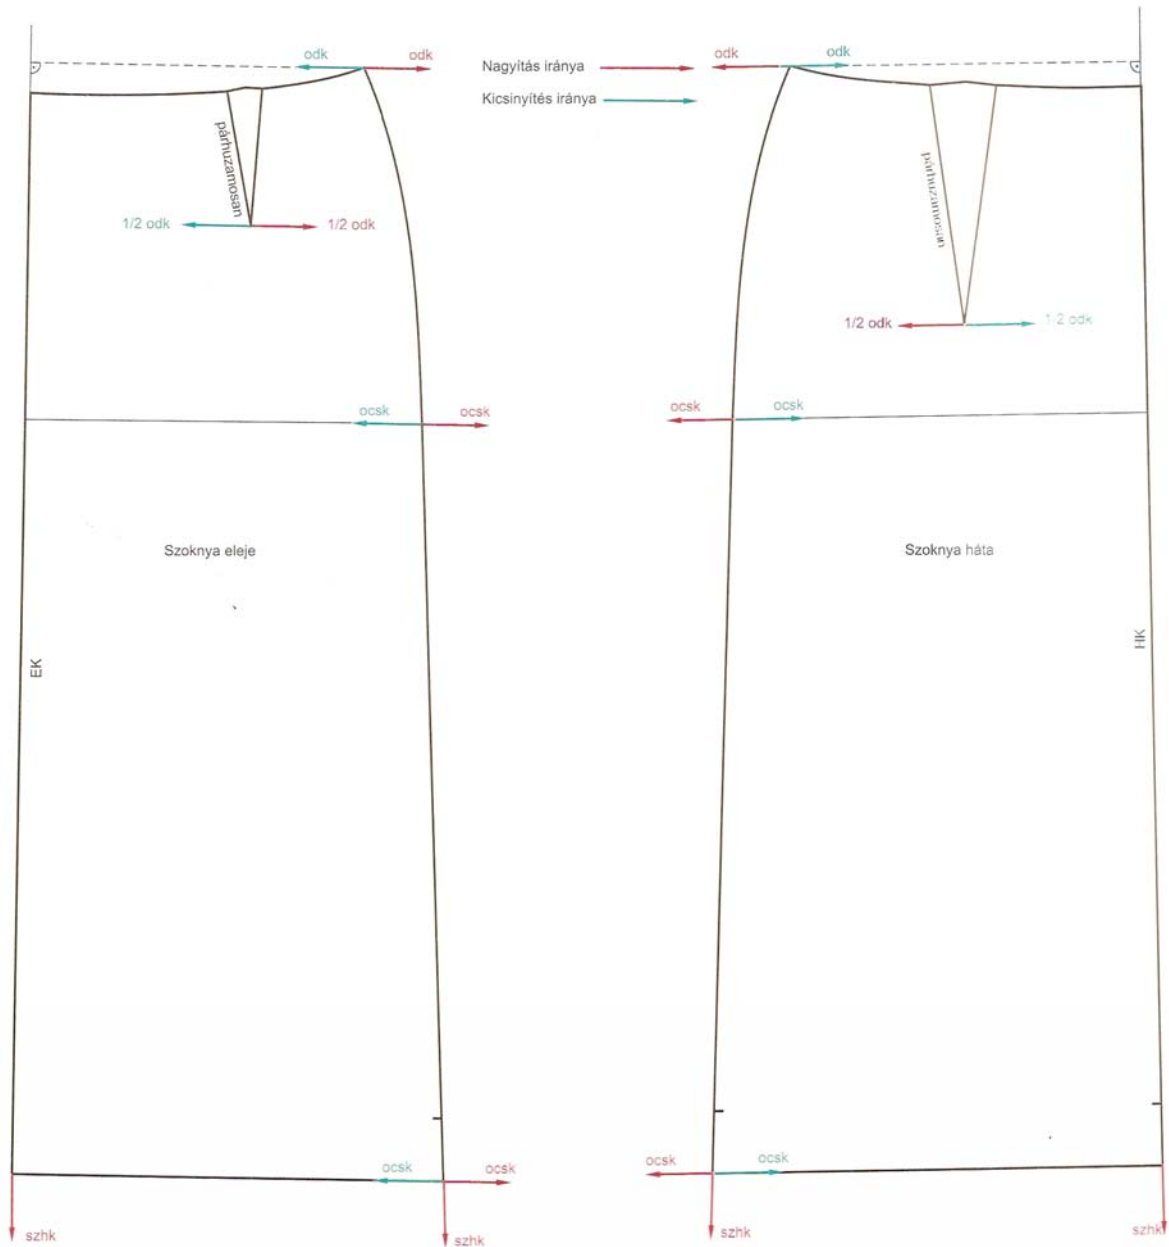 odk
odk
Nagyítás iránya
Kicsinyítés iránya
odk
odk
párhuzamosan
párhuzamosan
1/2 odk
1/2 odk
1/2 odk
1/2 odk
ocsk
ocsk
ocsk
ocsk
Szoknya eleje
Szoknya háta
EK
HK
ocsk
ocsk
ocsk
ocsk
szhk
szhk
szhk
szhk